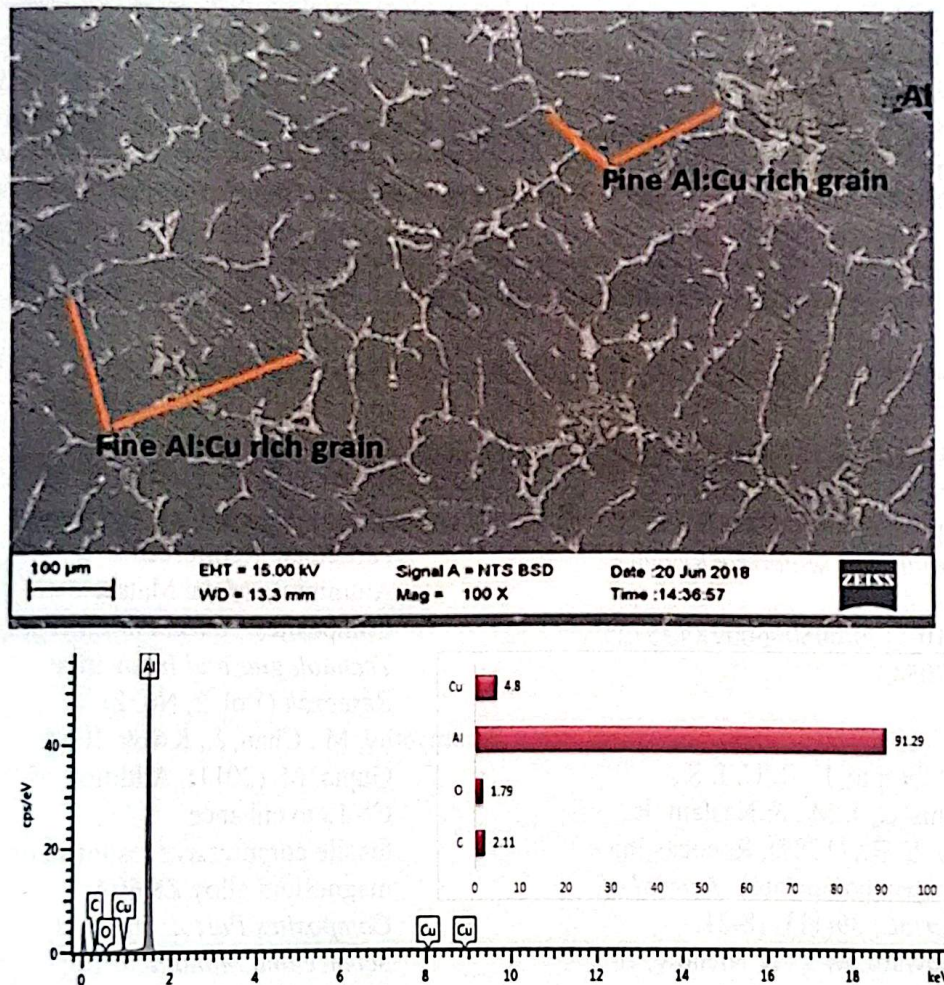 Al
Pine Al:Cu rich grain
Fine Al:Cu rich grain
100 µm
EHT = 15.00 kV
Signal A = NTS BSD
Date :20 Jun 2018
WD = 13.3 mm
Mag = 100 X
Time :14:36:57
ZEISS
Al
Cu 4.8
Al 91.29
O 1.79
C 2.11
0 10 20 30 40 50 60 70 80 90 100
cps/eV
40
20
0
C
O
Cu
Cu
Cu
0 2 4 6 8 10 12 14 16 18 keV